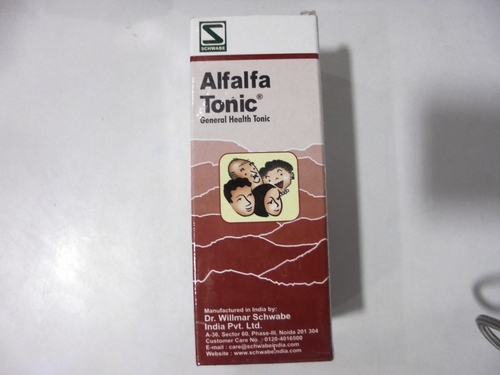 SCHWABE
Alfalfa
Tonic®
General Health Tonic
Manufactured in India by:
Dr. Willmar Schwabe
India Pvt. Ltd.
A-36, Sector 60, Phase-III, Noida 201 304
Customer Care No. : 0120-4016500
E-mail : care@schwabeindia.com
Website : www.schwabeindia.com